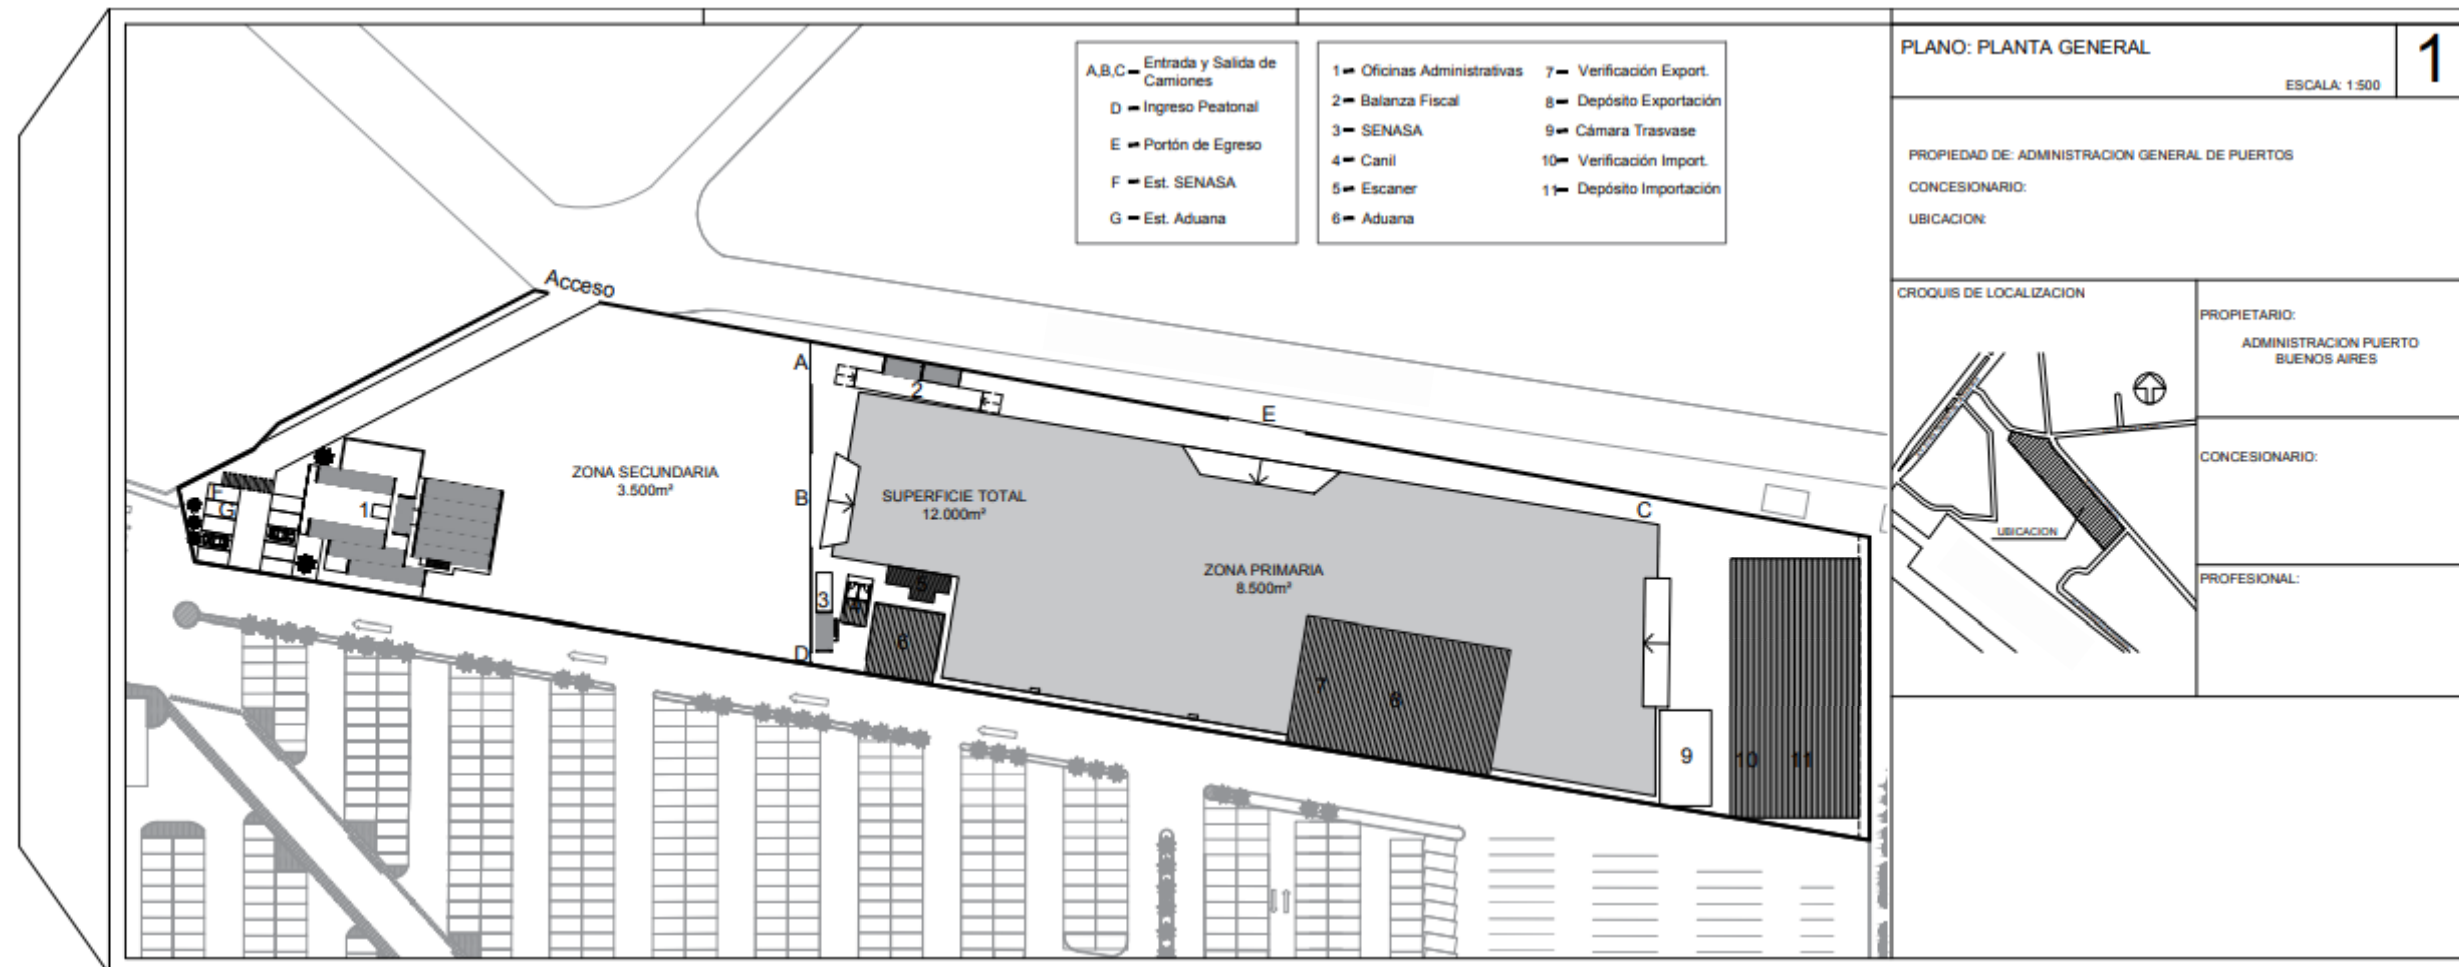 A,B,C
Entrada y Salida de
Camiones
D
Ingreso Peatonal
E
Portón de Egreso
F
Est. SENASA
G
Est. Aduana
1
Oficinas Administrativas
2
Balanza Fiscal
3
SENASA
4
Canil
5
Escaner
6
Aduana
7
Verificación Export.
8
Depósito Exportación
9
Cámara Trasvase
10
Verificación Import.
11
Depósito Importación
PLANO: PLANTA GENERAL
1
ESCALA: 1:500
PROPIEDAD DE: ADMINISTRACION GENERAL DE PUERTOS
CONCESIONARIO:
UBICACION:
CROQUIS DE LOCALIZACION
UBICACION
PROPIETARIO:
ADMINISTRACION PUERTO
BUENOS AIRES
CONCESIONARIO:
PROFESIONAL:
Acceso
A
2
E
ZONA SECUNDARIA
3.500m²
B
SUPERFICIE TOTAL
12.000m²
C
F
G
1
ZONA PRIMARIA
8.500m²
5
3
6
D
7
9
10
11